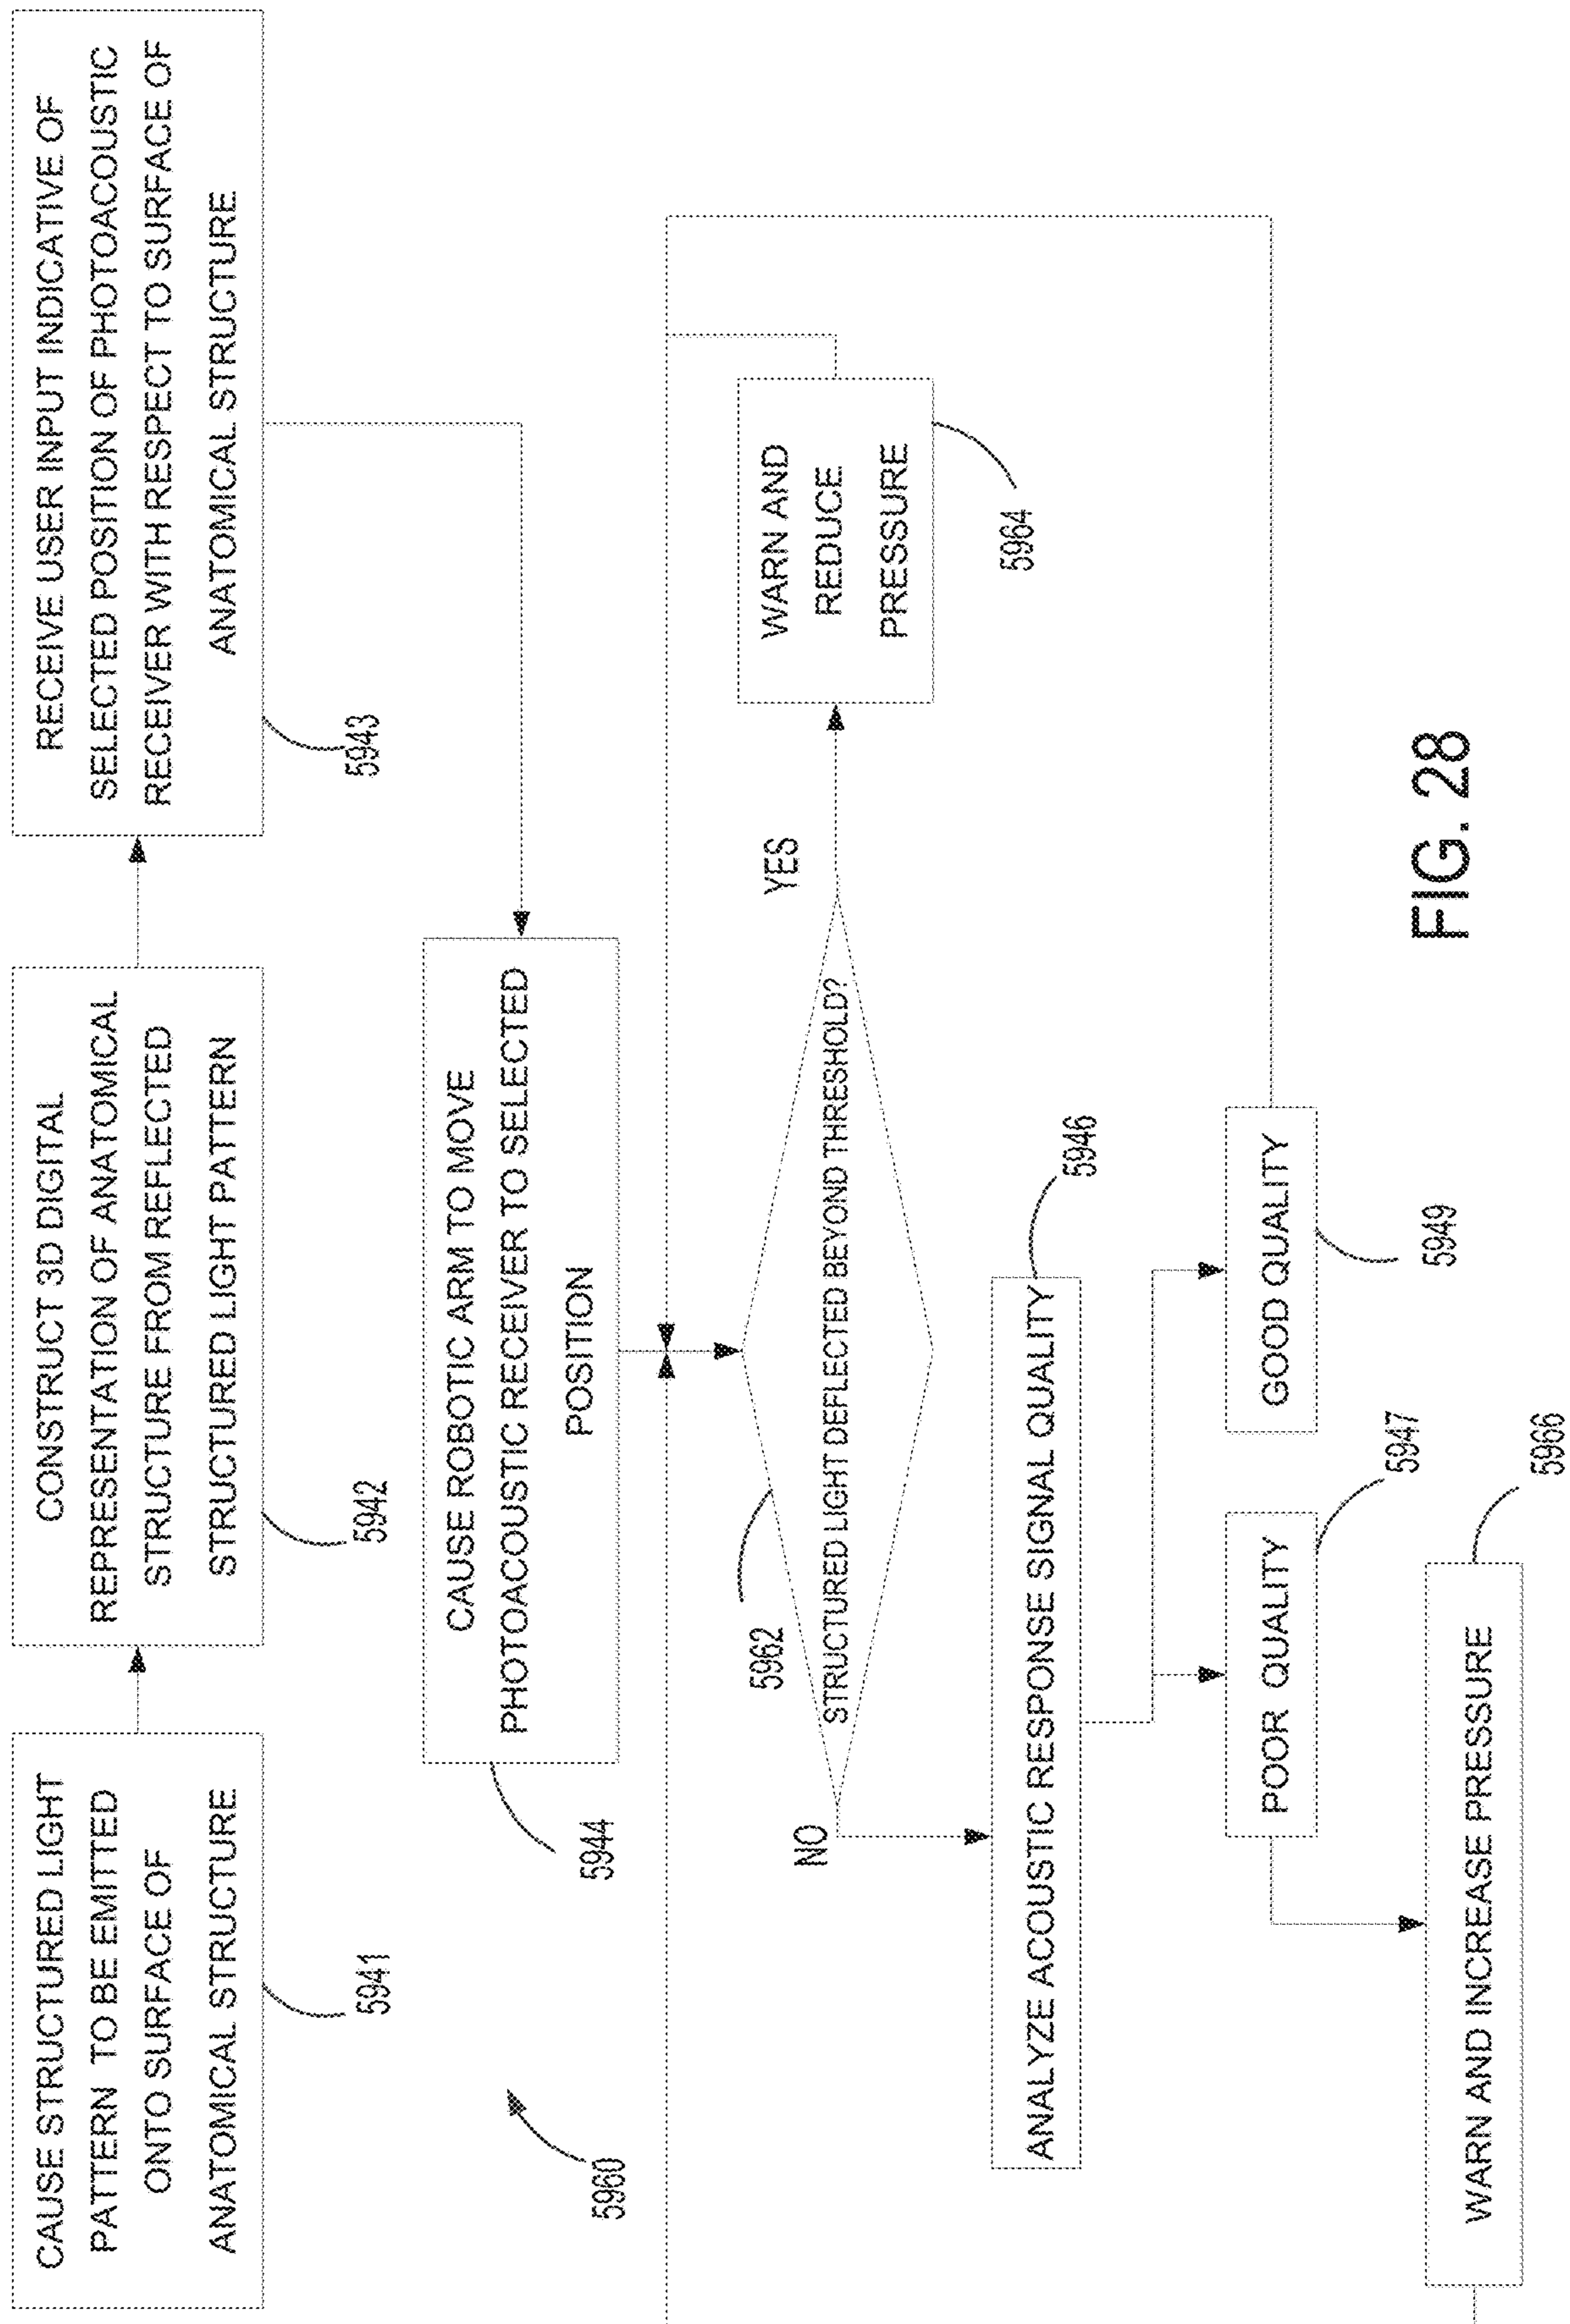 CAUSE STRUCTURED LIGHT
PATTERN TO BE EMITTED
ONTO SURFACE OF
ANATOMICAL STRUCTURE
5941
CONSTRUCT 3D DIGITAL
REPRESENTATION OF ANATOMICAL
STRUCTURE FROM REFLECTED
STRUCTURED LIGHT PATTERN
5942
RECEIVE USER INPUT INDICATIVE OF
SELECTED POSITION OF PHOTOACOUSTIC
RECEIVER WITH RESPECT TO SURFACE OF
ANATOMICAL STRUCTURE
5943
5960
CAUSE ROBOTIC ARM TO MOVE
PHOTOACOUSTIC RECEIVER TO SELECTED
POSITION
5944
5962
STRUCTURED LIGHT DEFLECTED BEYOND THRESHOLD?
NO
YES
WARN AND
REDUCE
PRESSURE
5964
ANALYZE ACOUSTIC RESPONSE SIGNAL QUALITY
5946
POOR QUALITY
5947
GOOD QUALITY
5949
WARN AND INCREASE PRESSURE
5966
FIG. 28